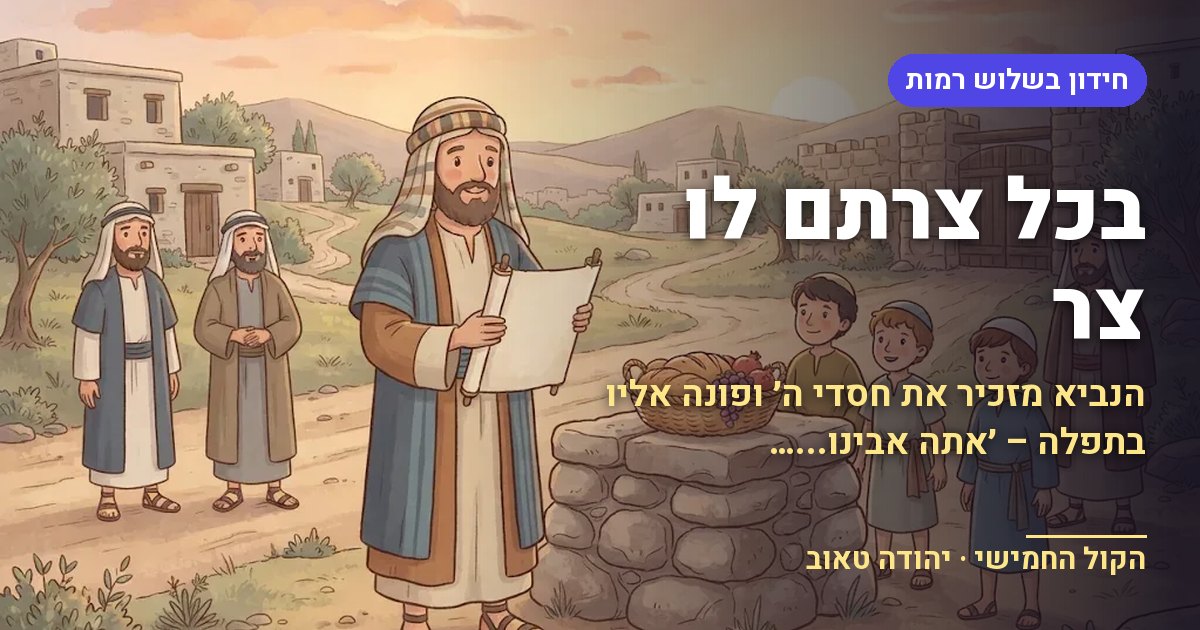 חידון בשלוש רמות
בכל צרתם לו
צר
הנביא מזכיר את חסדי ה׳ ופונה אליו
בתפלה – ׳אתה אבינו...…
הקול החמישי · יהודה טאוב